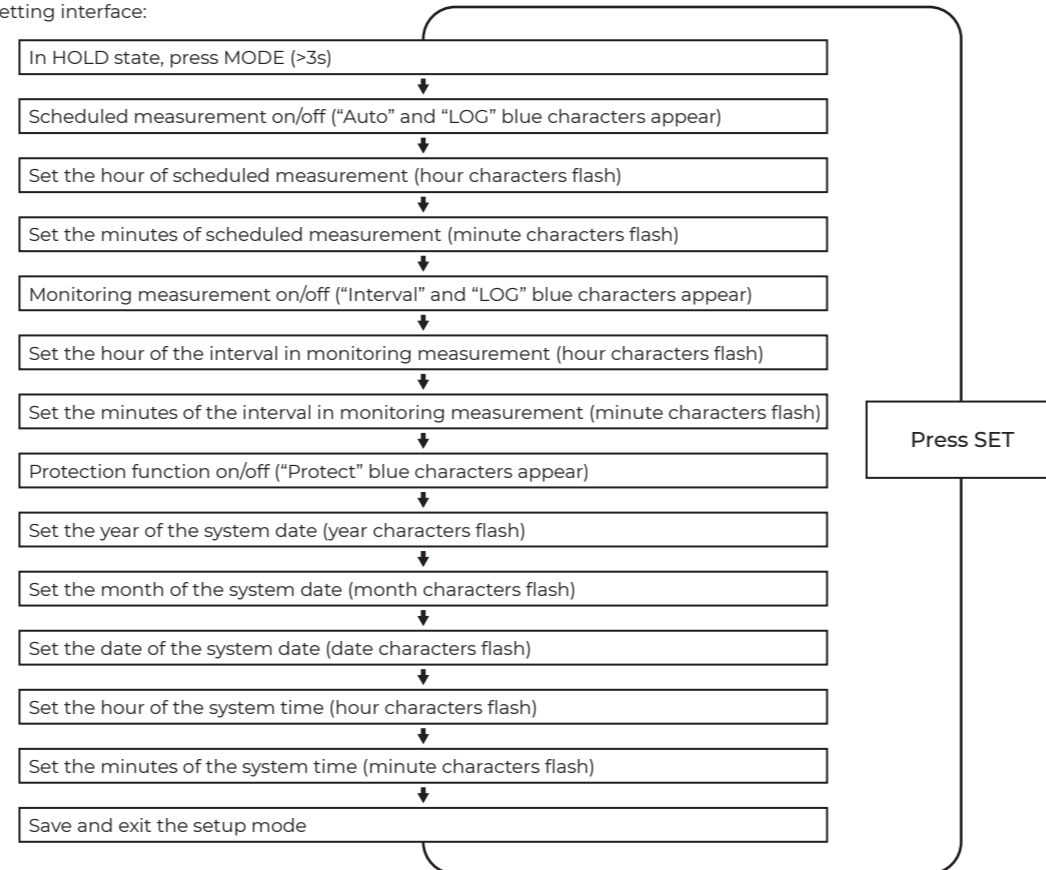 etting interface:
In HOLD state, press MODE (>3s)
Scheduled measurement on/off (“Auto” and “LOG” blue characters appear)
Set the hour of scheduled measurement (hour characters flash)
Set the minutes of scheduled measurement (minute characters flash)
Monitoring measurement on/off (“Interval” and “LOG” blue characters appear)
Set the hour of the interval in monitoring measurement (hour characters flash)
Set the minutes of the interval in monitoring measurement (minute characters flash)
Press SET
Protection function on/off (“Protect” blue characters appear)
Set the year of the system date (year characters flash)
Set the month of the system date (month characters flash)
Set the date of the system date (date characters flash)
Set the hour of the system time (hour characters flash)
Set the minutes of the system time (minute characters flash)
Save and exit the setup mode